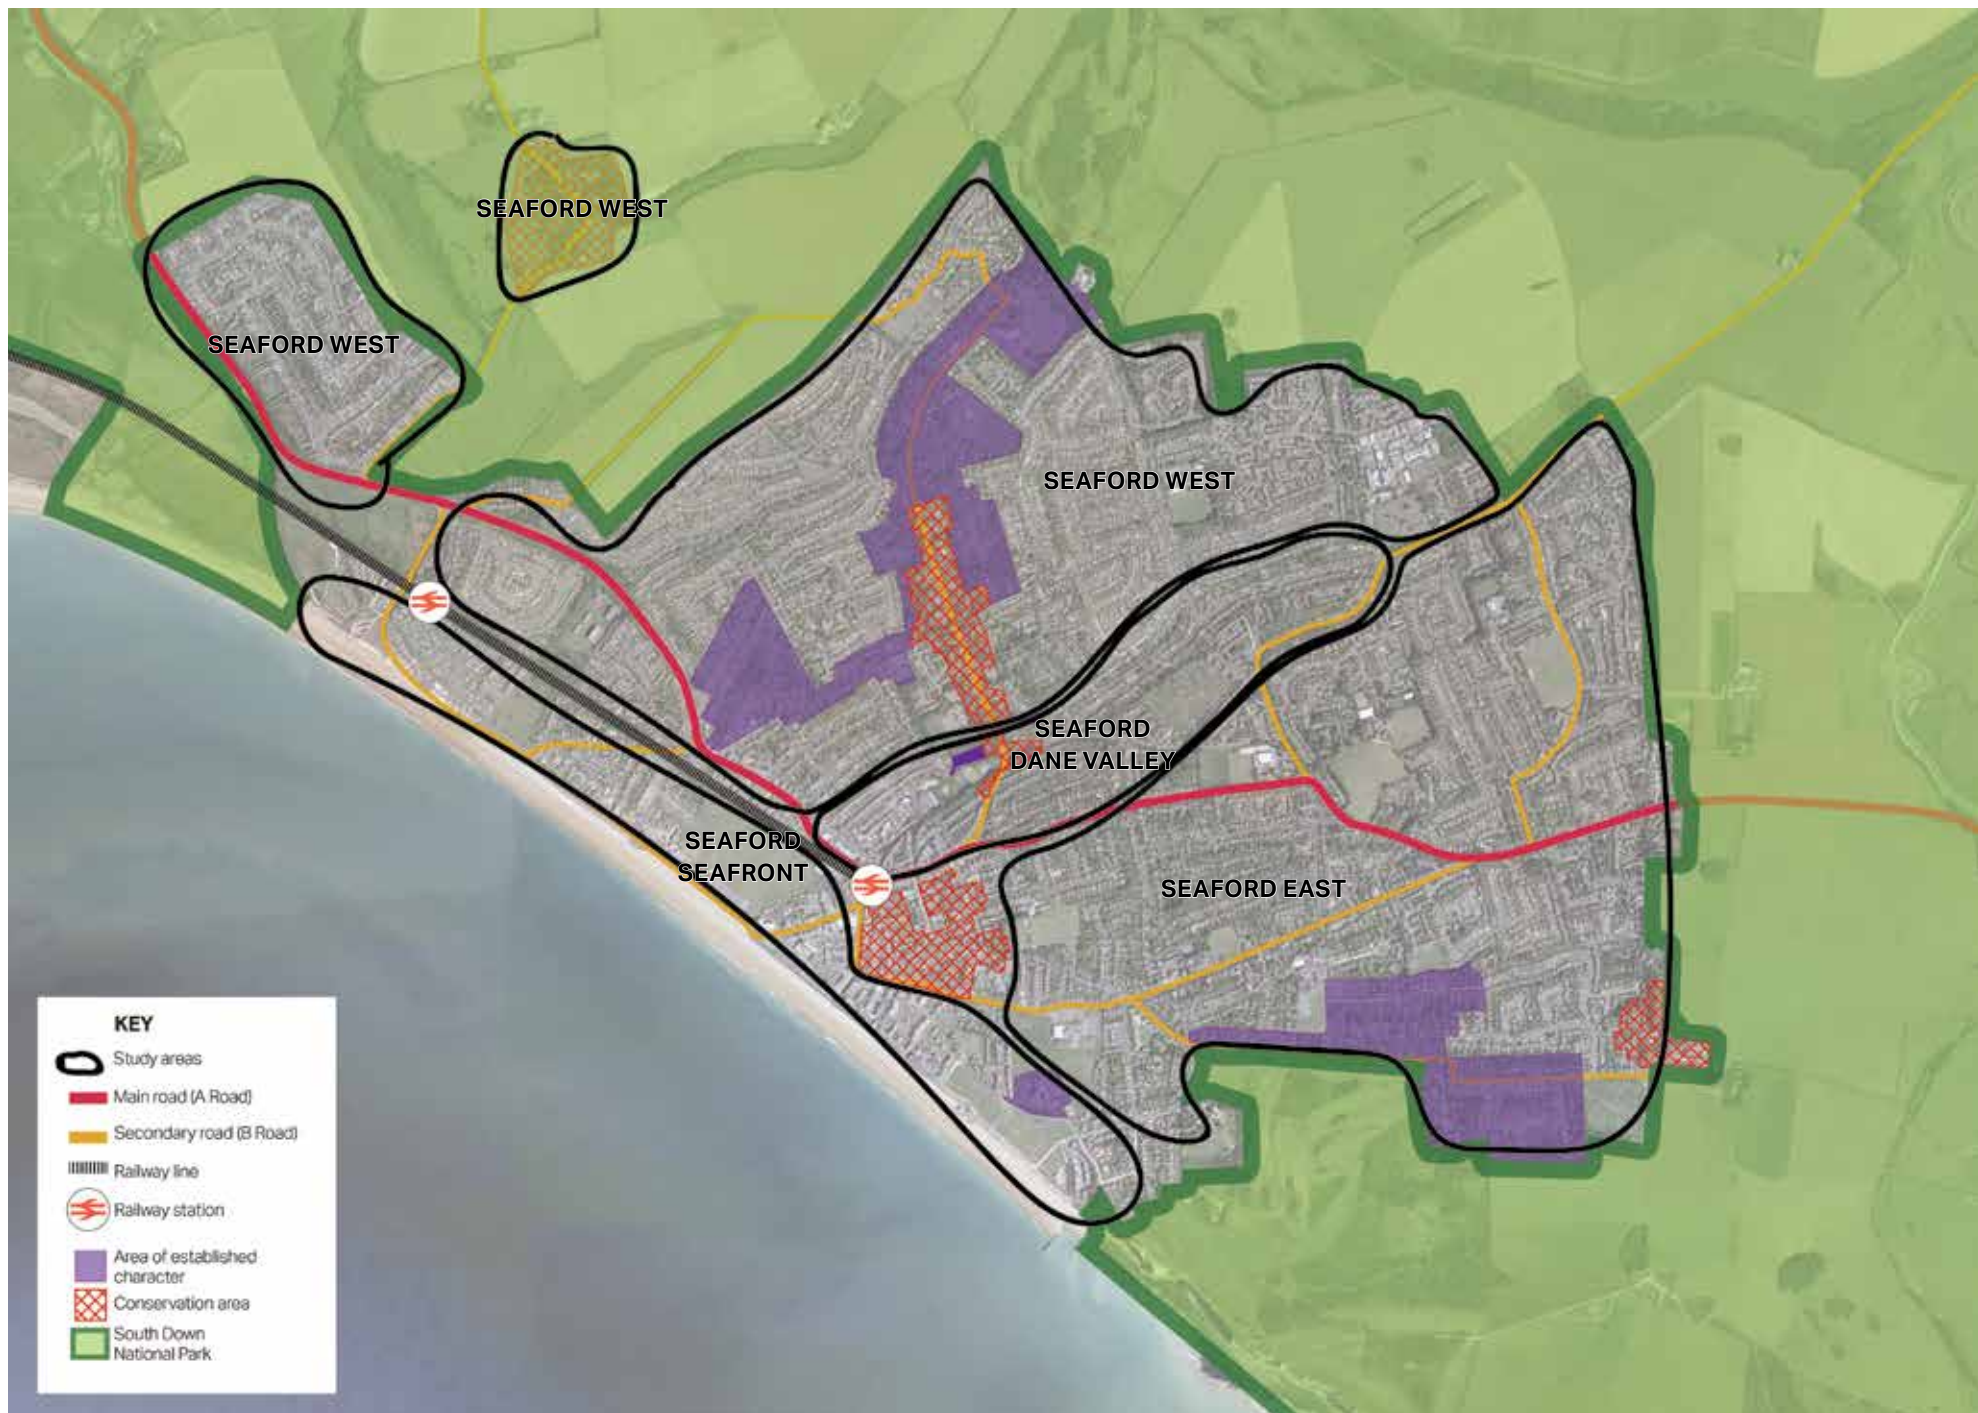 SEAFORD WEST
SEAFORD WEST
SEAFORD WEST
SEAFORD
DANE VALLEY
SEAFORD
SEAFRONT
SEAFORD EAST
KEY
Study areas
Main road (A Road)
Secondary road (B Road)
Railway line
Railway station
Area of established
character
Conservation area
South Down
National Park